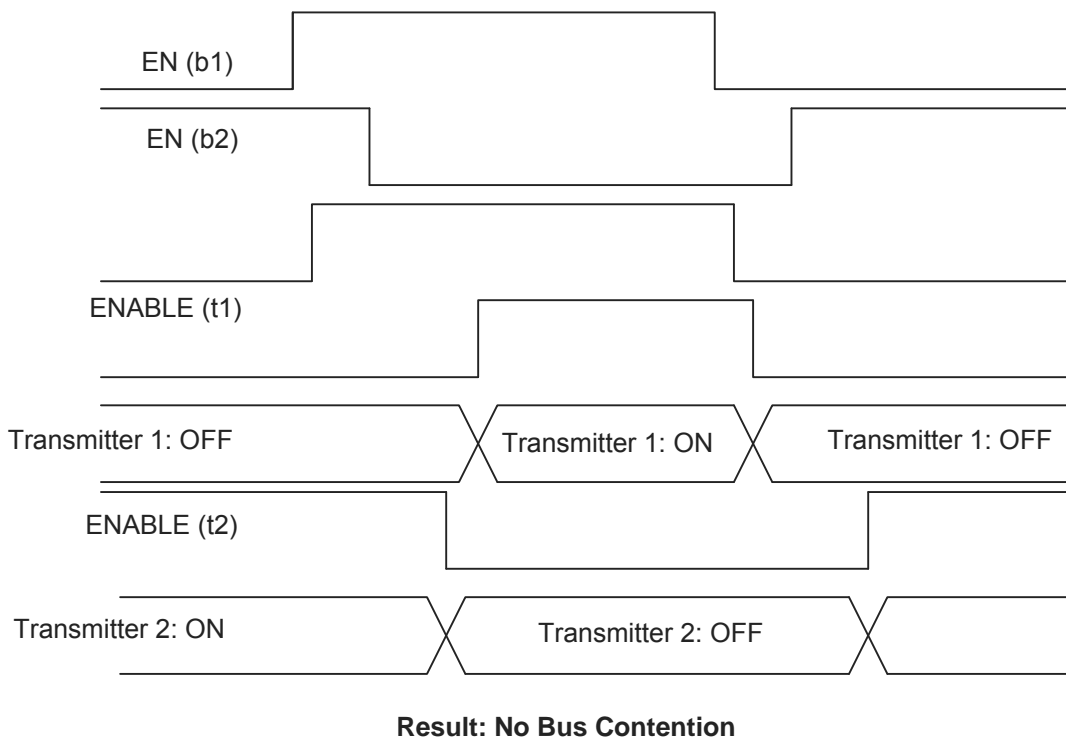 EN (b1)
EN (b2)
ENABLE (t1)
Transmitter 1: OFF
Transmitter 1: ON
Transmitter 1: OFF
ENABLE (t2)
Transmitter 2: ON
Transmitter 2: OFF
Result: No Bus Contention